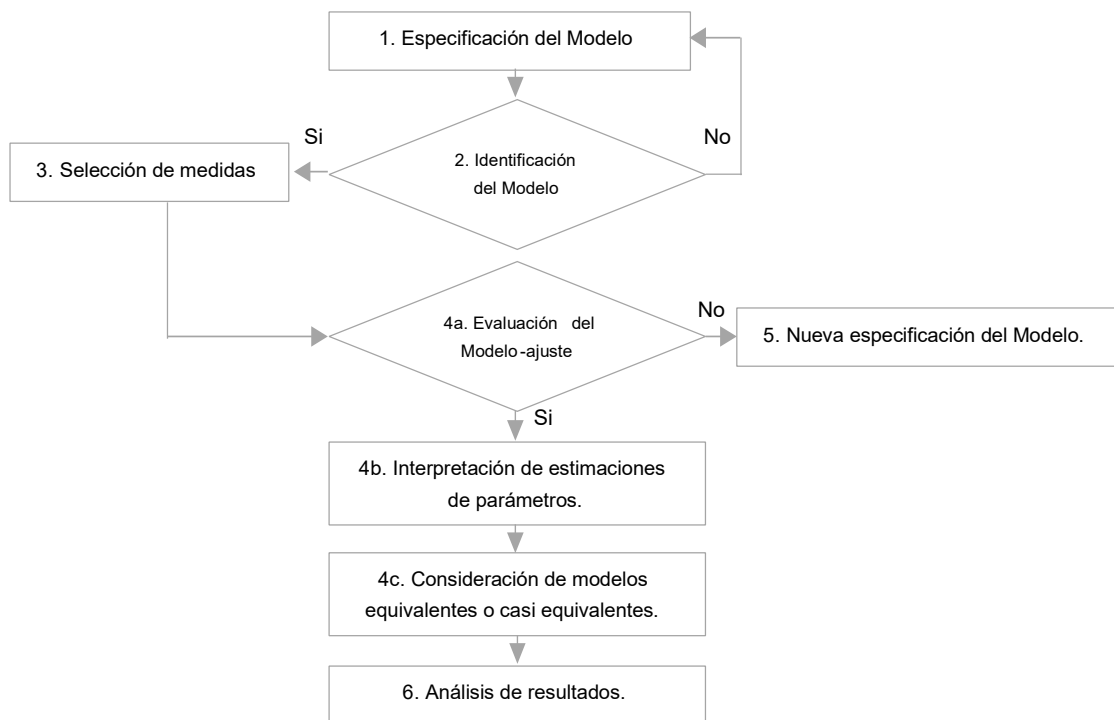 1. Especificación del Modelo
Si
No
2. Identificación
del Modelo
3. Selección de medidas
4a. Evaluación del
Modelo-ajuste
No
5. Nueva especificación del Modelo.
Si
4b. Interpretación de estimaciones
de parámetros.
4c. Consideración de modelos
equivalentes o casi equivalentes.
6. Análisis de resultados.